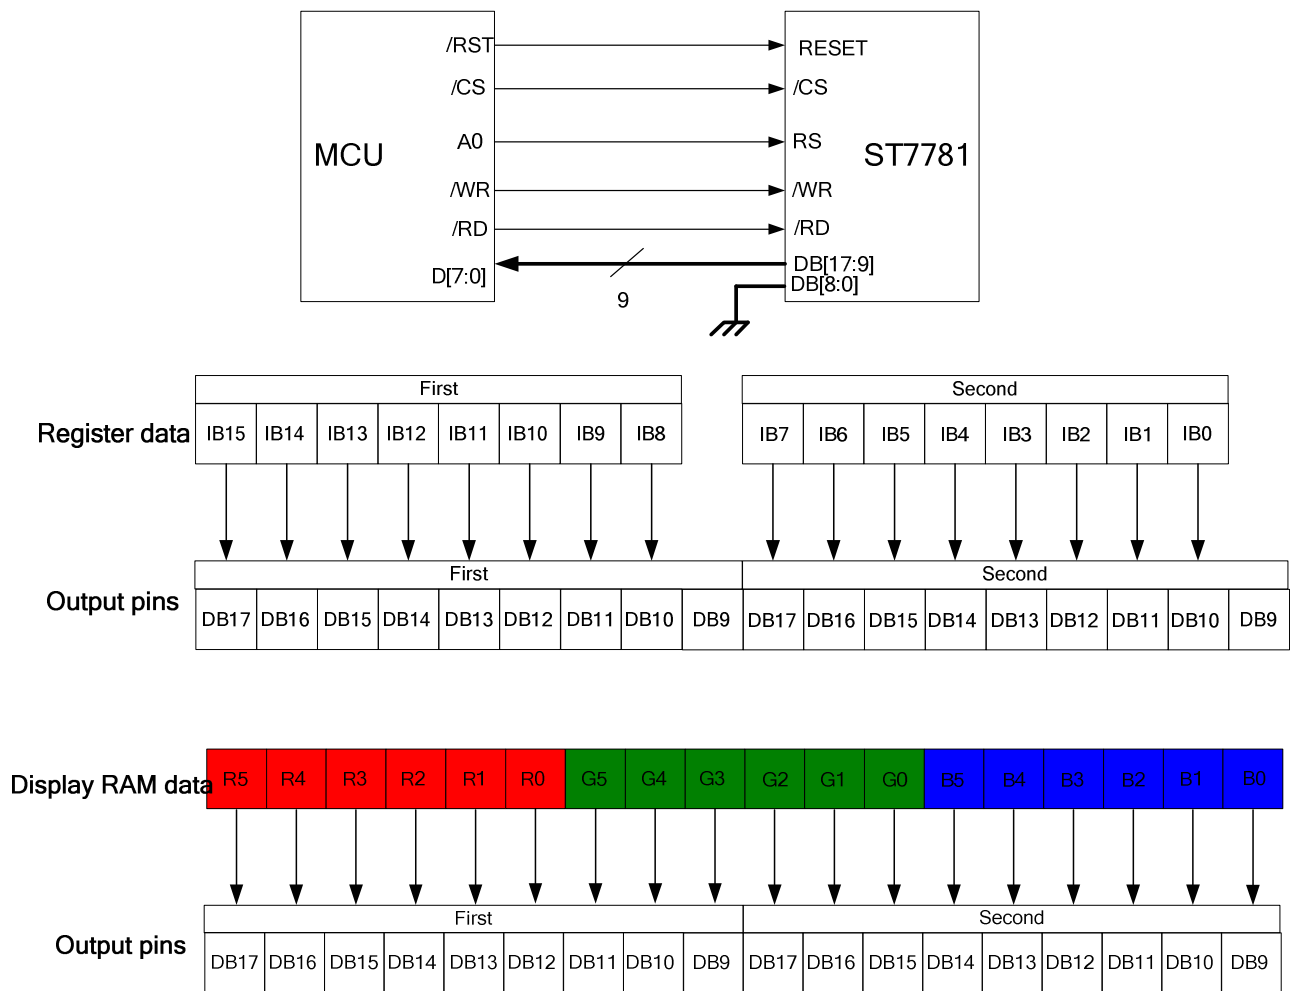 /RST RESET
/CS /CS
MCU A0 RS ST7781
/WR /WR
/RD /RD
D[7:0] DB[17:9]
DB[8:0]
9
First Second
Register data IB15 IB14 IB13 IB12 IB11 IB10 IB9 IB8 IB7 IB6 IB5 IB4 IB3 IB2 IB1 IB0
First Second
Output pins DB17 DB16 DB15 DB14 DB13 DB12 DB11 DB10 DB9 DB17 DB16 DB15 DB14 DB13 DB12 DB11 DB10 DB9
Display RAM data R5 R4 R3 R2 R1 R0 G5 G4 G3 G2 G1 G0 B5 B4 B3 B2 B1 B0
First Second
Output pins DB17 DB16 DB15 DB14 DB13 DB12 DB11 DB10 DB9 DB17 DB16 DB15 DB14 DB13 DB12 DB11 DB10 DB9